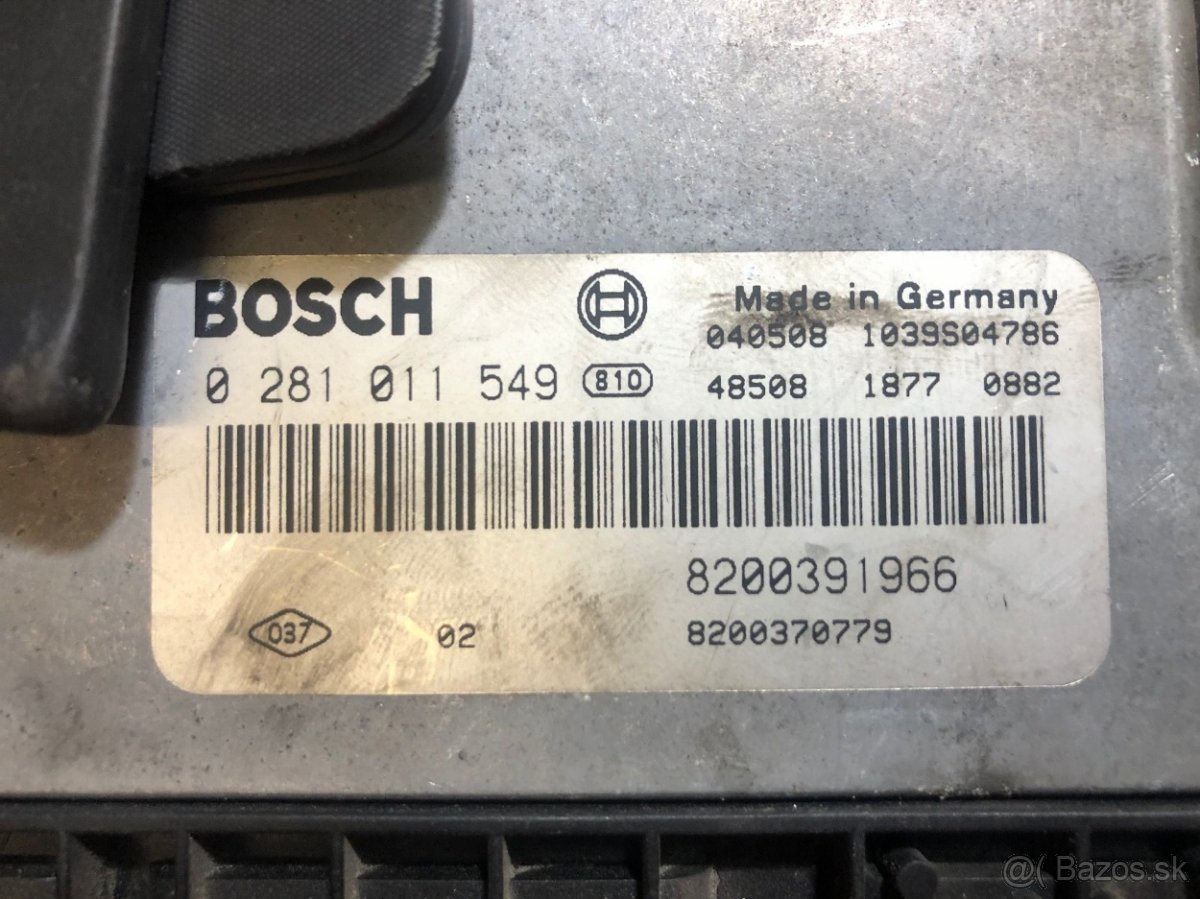 BOSCH
Made in Germany
040508 1039S04786
0 281 011 549 810
48508 1877 0882
8200391966
037 02 8200370779
@( Bazos.sk